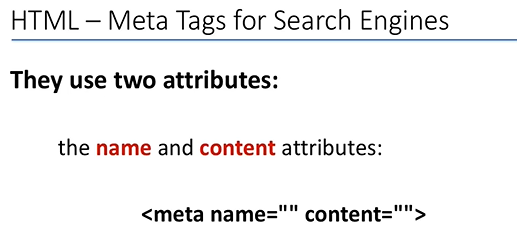 HTML – Meta Tags for Search Engines
They use two attributes:
the name and content attributes:
<meta name="" content="">